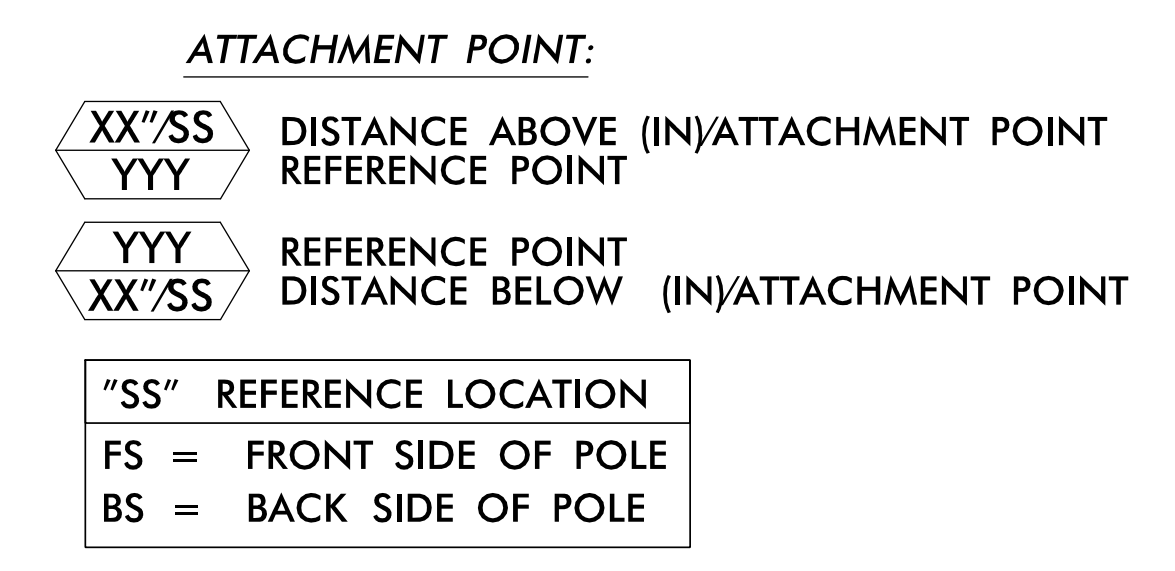 ATTACHMENT POINT:
XX"/SS DISTANCE ABOVE (IN)/ATTACHMENT POINT
YYY REFERENCE POINT
YYY REFERENCE POINT
XX"/SS DISTANCE BELOW (IN)/ATTACHMENT POINT
"SS" REFERENCE LOCATION
FS = FRONT SIDE OF POLE
BS = BACK SIDE OF POLE